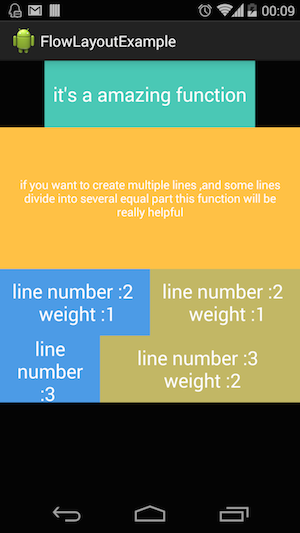 00:09
FlowLayoutExample
it's a amazing function
if you want to create multiple lines ,and some lines
divide into several equal part this function will be
really helpful
line number :2
weight :1
line number :2
weight :1
line
number
:3
line number :3
weight :2